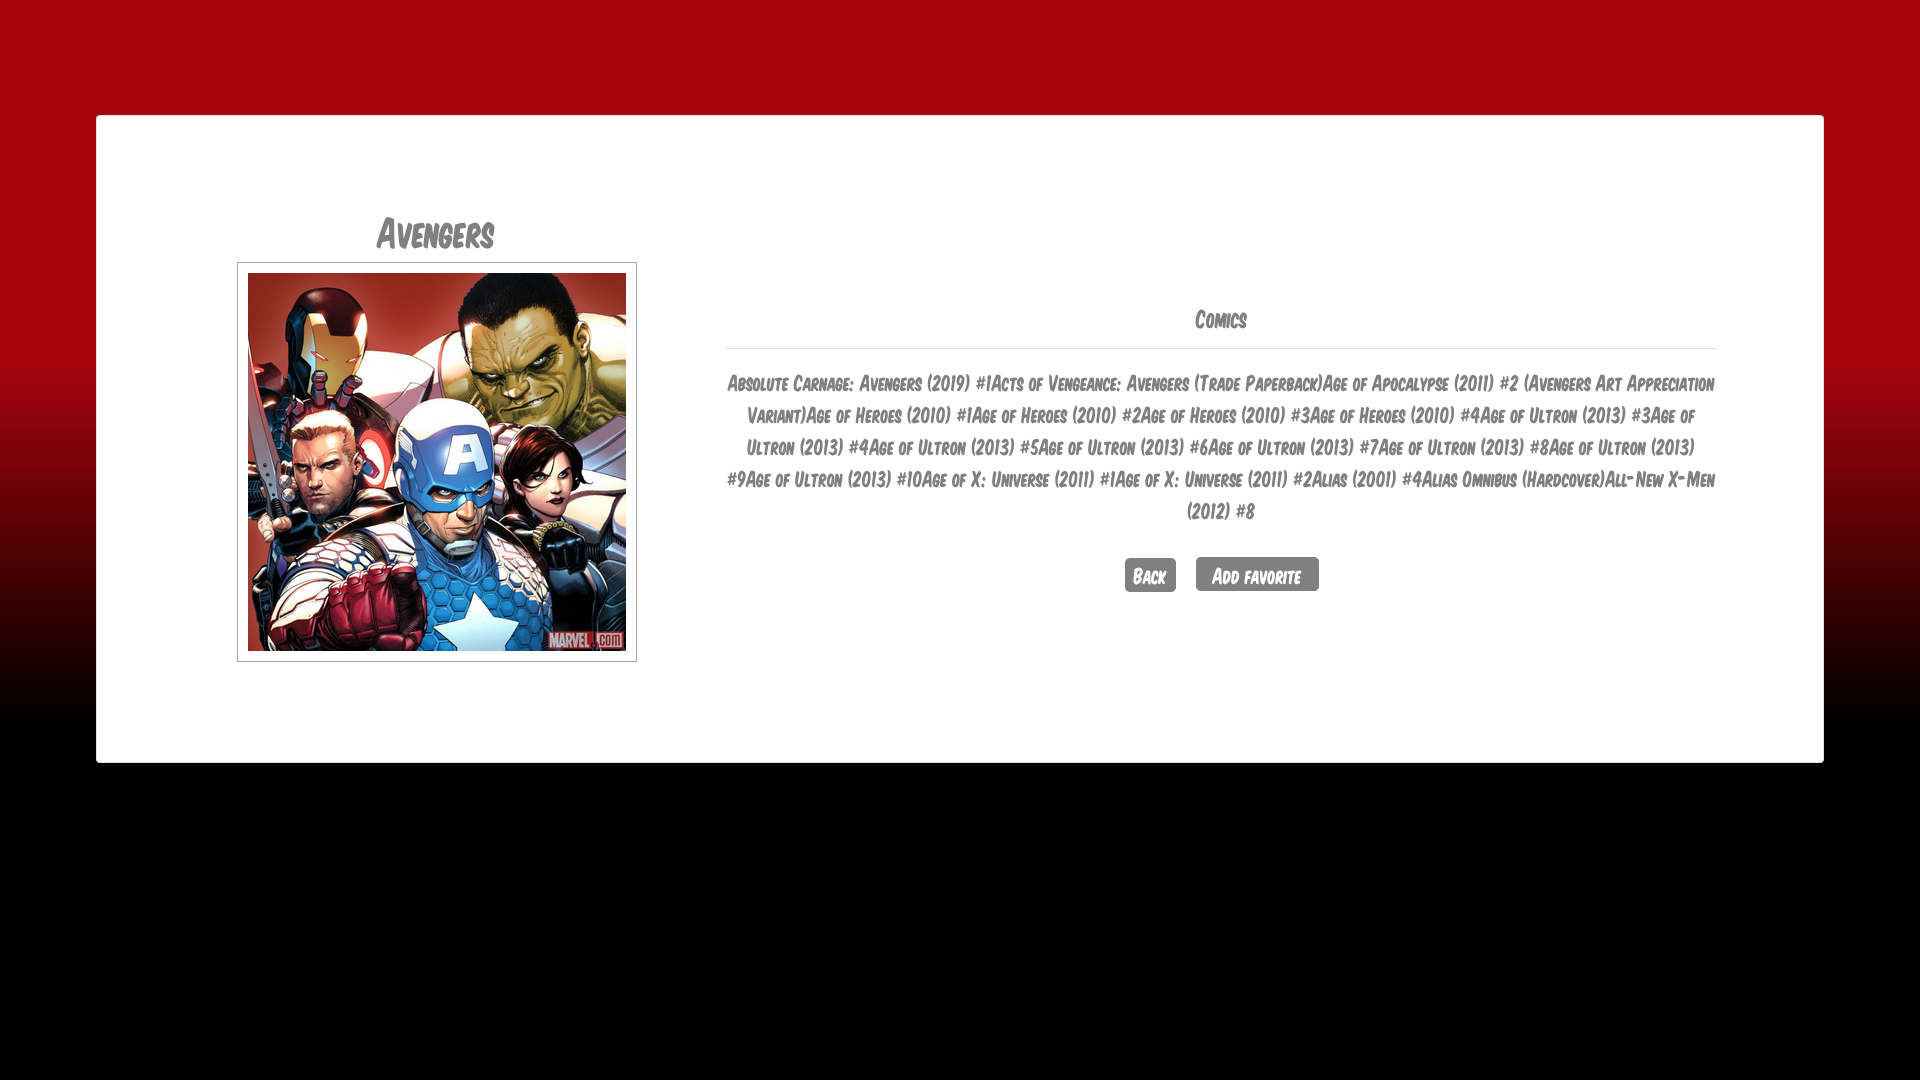 Avengers
A
MARVEL.com
Comics
Absolute Carnage: Avengers (2019) #1Acts of Vengeance: Avengers (Trade Paperback)Age of Apocalypse (2011) #2 (Avengers Art Appreciation
Variant)Age of Heroes (2010) #1Age of Heroes (2010) #2Age of Heroes (2010) #3Age of Heroes (2010) #4Age of Ultron (2013) #3Age of
Ultron (2013) #4Age of Ultron (2013) #5Age of Ultron (2013) #6Age of Ultron (2013) #7Age of Ultron (2013) #8Age of Ultron (2013)
#9Age of Ultron (2013) #10Age of X: Universe (2011) #1Age of X: Universe (2011) #2Alias (2001) #4Alias Omnibus (Hardcover)All-New X-Men
(2012) #8
Back
Add favorite